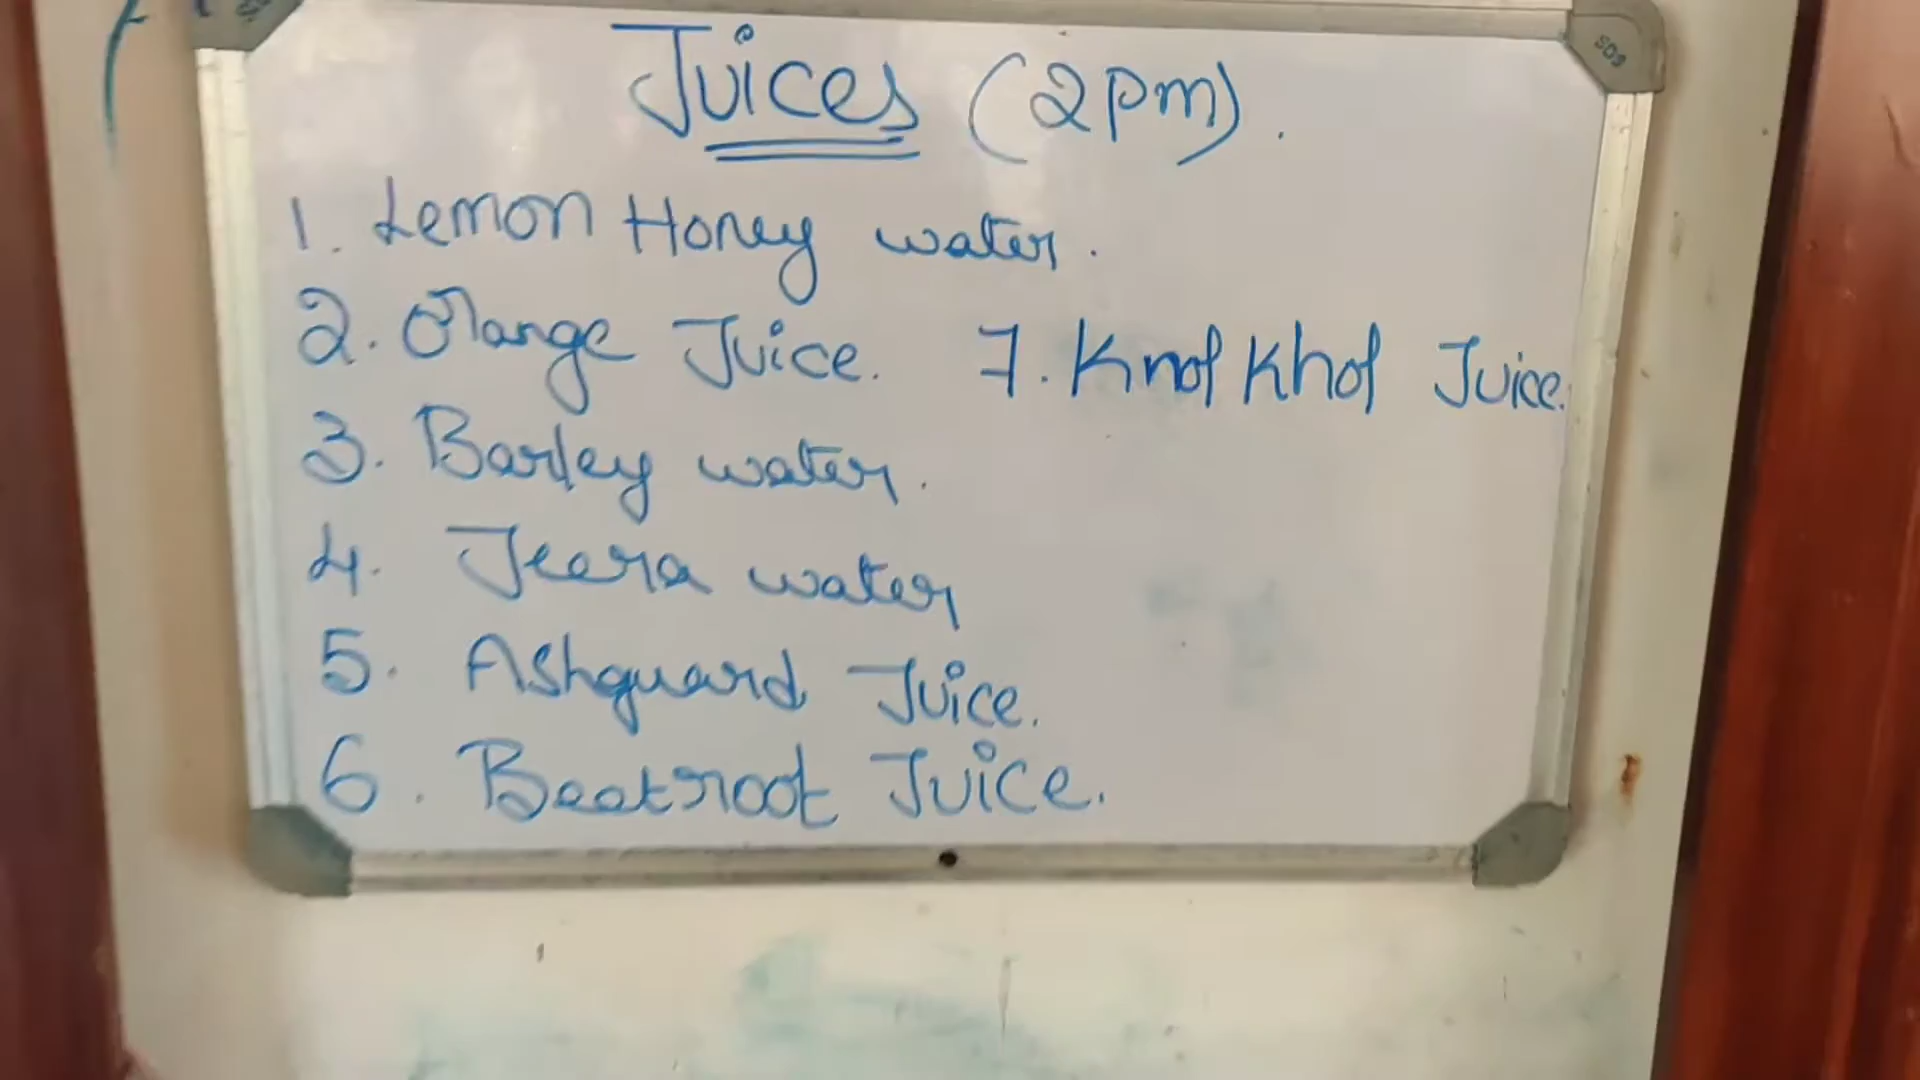 Juices (2pm).
1. Lemon Honey water.
2. Orange Juice.
3. Barley water.
4. Jeera water
5. Ashguard Juice.
6. Beetroot Juice.
7. Knol Khol Juice.
SOS